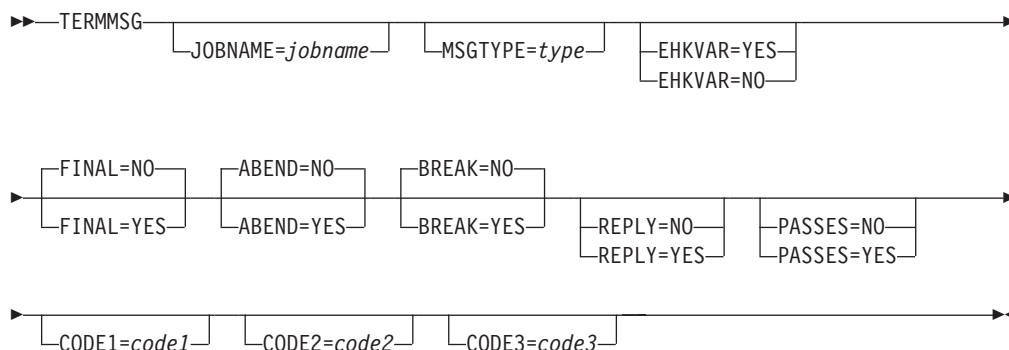 TERMMSG
JOBNAME=jobname MSGTYPE=type EHKVAR=YES
EHKVAR=NO
FINAL=NO ABEND=NO BREAK=NO
FINAL=YES ABEND=YES BREAK=YES REPLY=NO PASSES=NO
REPLY=YES PASSES=YES
CODE1=code1 CODE2=code2 CODE3=code3